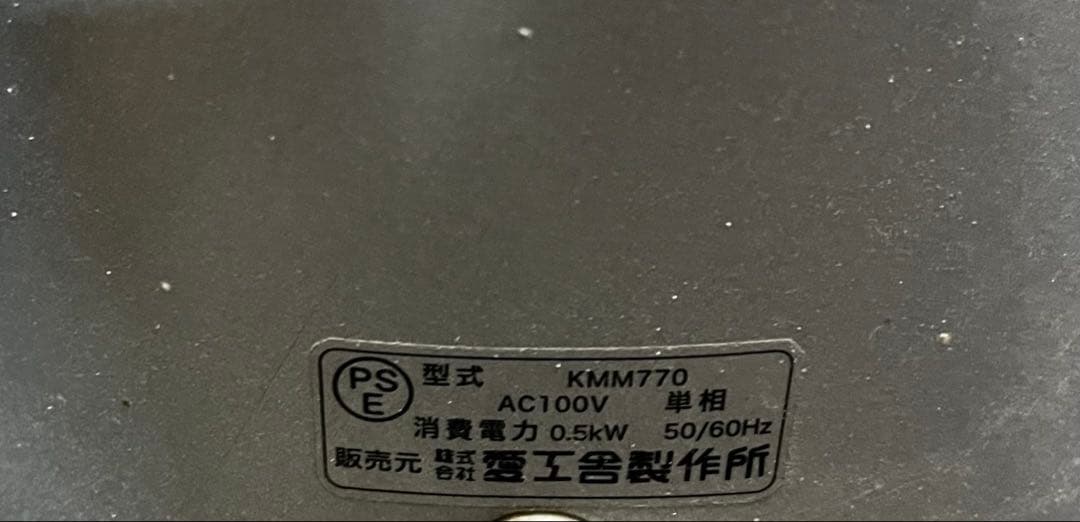 PS
E
型式 KMM770
AC100V 単相
消費電力 0.5kW 50/60Hz
販売元 株式会社 愛工舎製作所